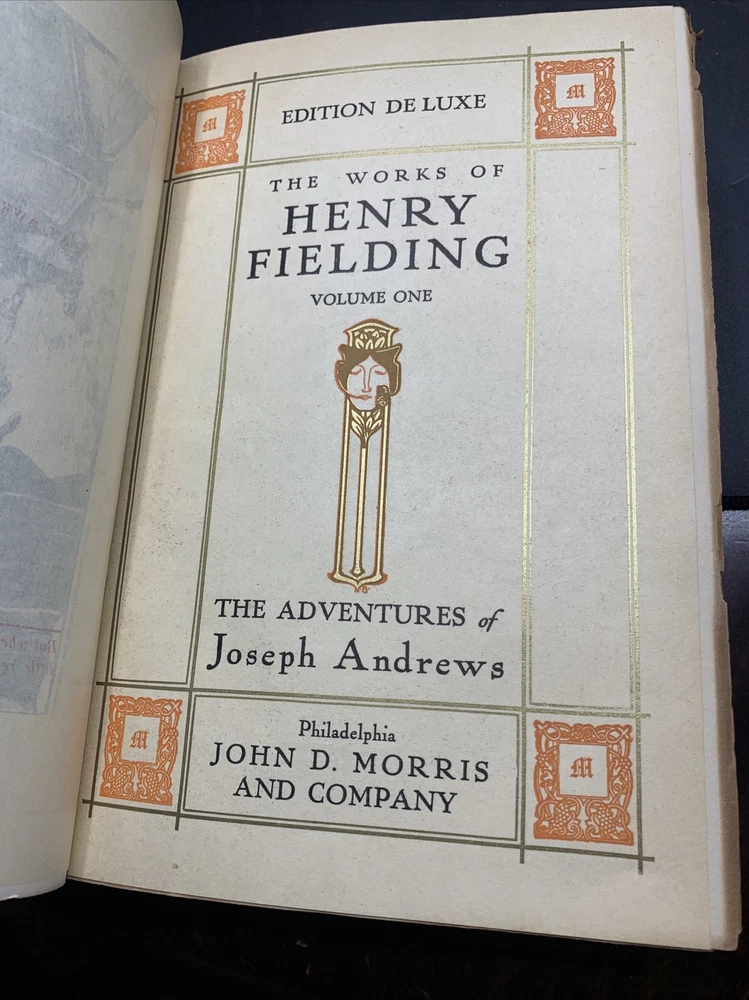 EDITION DE LUXE
M M
THE WORKS OF
HENRY
FIELDING
VOLUME ONE
THE ADVENTURES of
Joseph Andrews
M M
Philadelphia
JOHN D. MORRIS
AND COMPANY